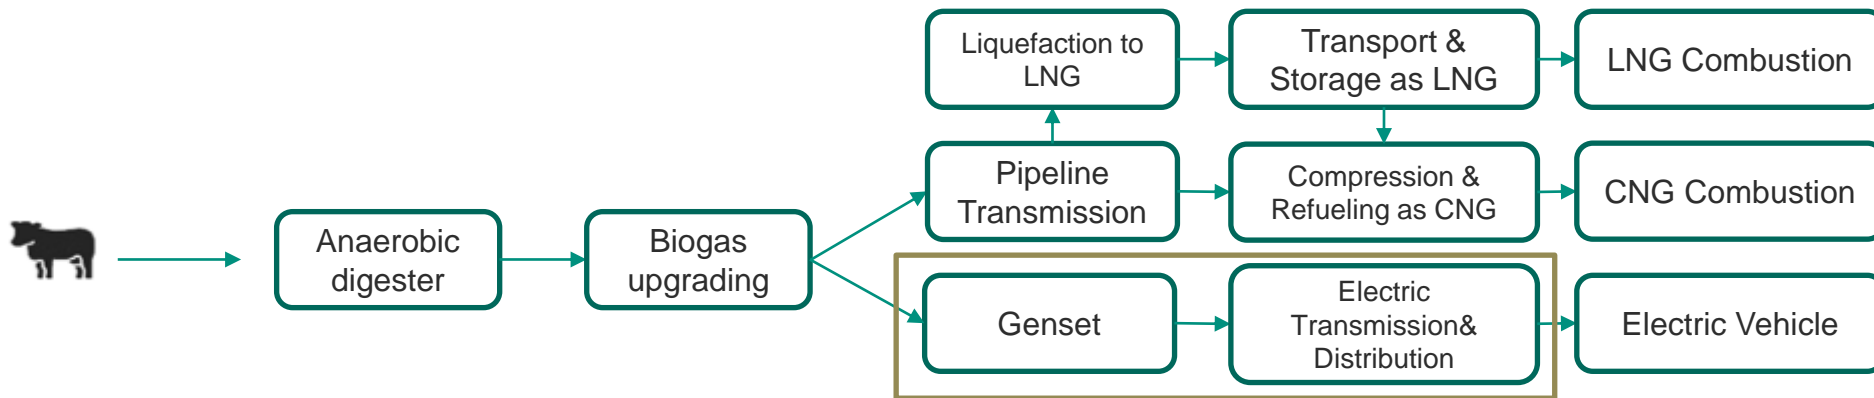 Liquefaction to
LNG
Transport &
Storage as LNG
LNG Combustion
Pipeline
Transmission
Compression &
Refueling as CNG
CNG Combustion
Anaerobic
digester
Biogas
upgrading
Genset
Electric
Transmission&
Distribution
Electric Vehicle